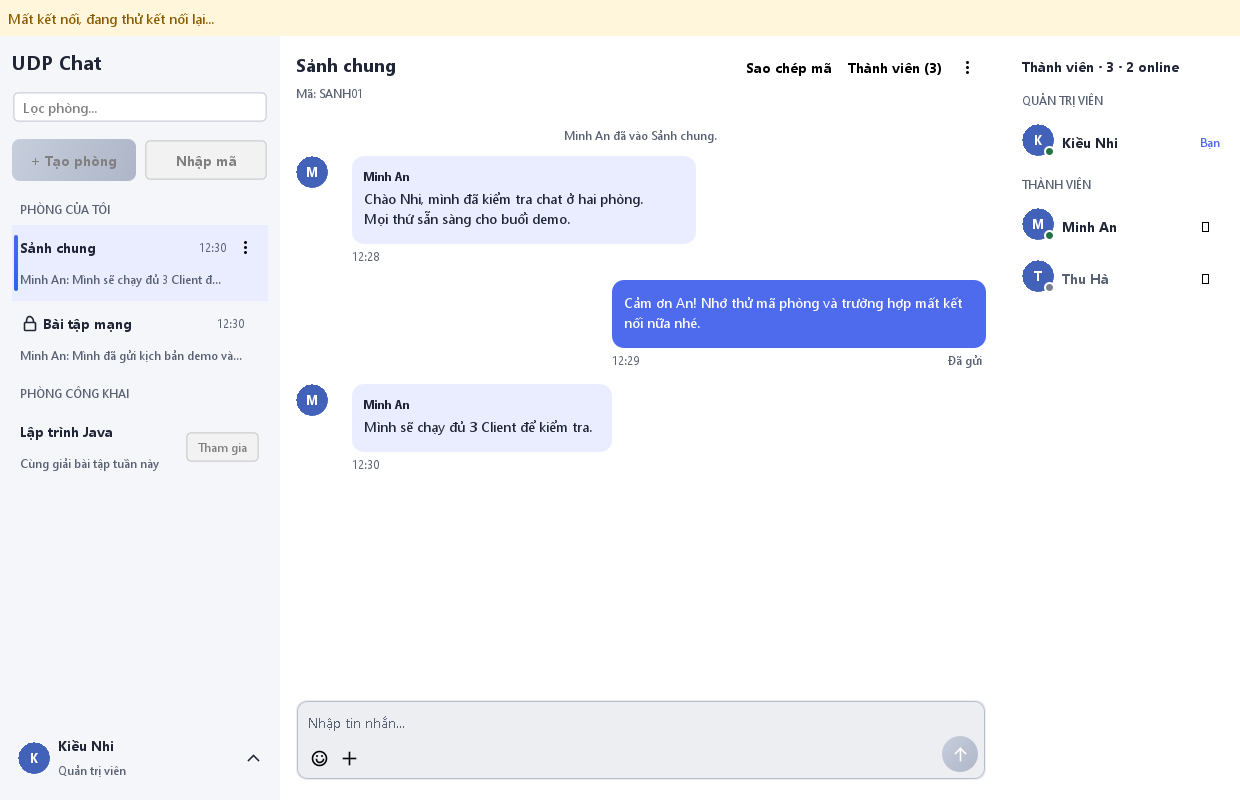 Mất kết nối, đang thử kết nối lại...
UDP Chat
Lọc phòng...
+ Tạo phòng
Nhập mã
PHÒNG CỦA TÔI
Sảnh chung
12:30
Minh An: Mình sẽ chạy đủ 3 Client đ...
Bài tập mạng
12:30
Minh An: Mình đã gửi kịch bản demo và...
PHÒNG CÔNG KHAI
Lập trình Java
Cùng giải bài tập tuần này
Tham gia
K
Kiều Nhi
Quản trị viên
Sảnh chung
Mã: SANH01
Sao chép mã
Thành viên (3)
Minh An đã vào Sảnh chung.
M
Minh An
Chào Nhi, mình đã kiểm tra chat ở hai phòng.
Mọi thứ sẵn sàng cho buổi demo.
12:28
Cảm ơn An! Nhớ thử mã phòng và trường hợp mất kết
nối nữa nhé.
12:29
Đã gửi
M
Minh An
Mình sẽ chạy đủ 3 Client để kiểm tra.
12:30
Nhập tin nhắn...
Thành viên · 3 · 2 online
QUẢN TRỊ VIÊN
K
Kiều Nhi
Bạn
THÀNH VIÊN
M
Minh An
T
Thu Hà